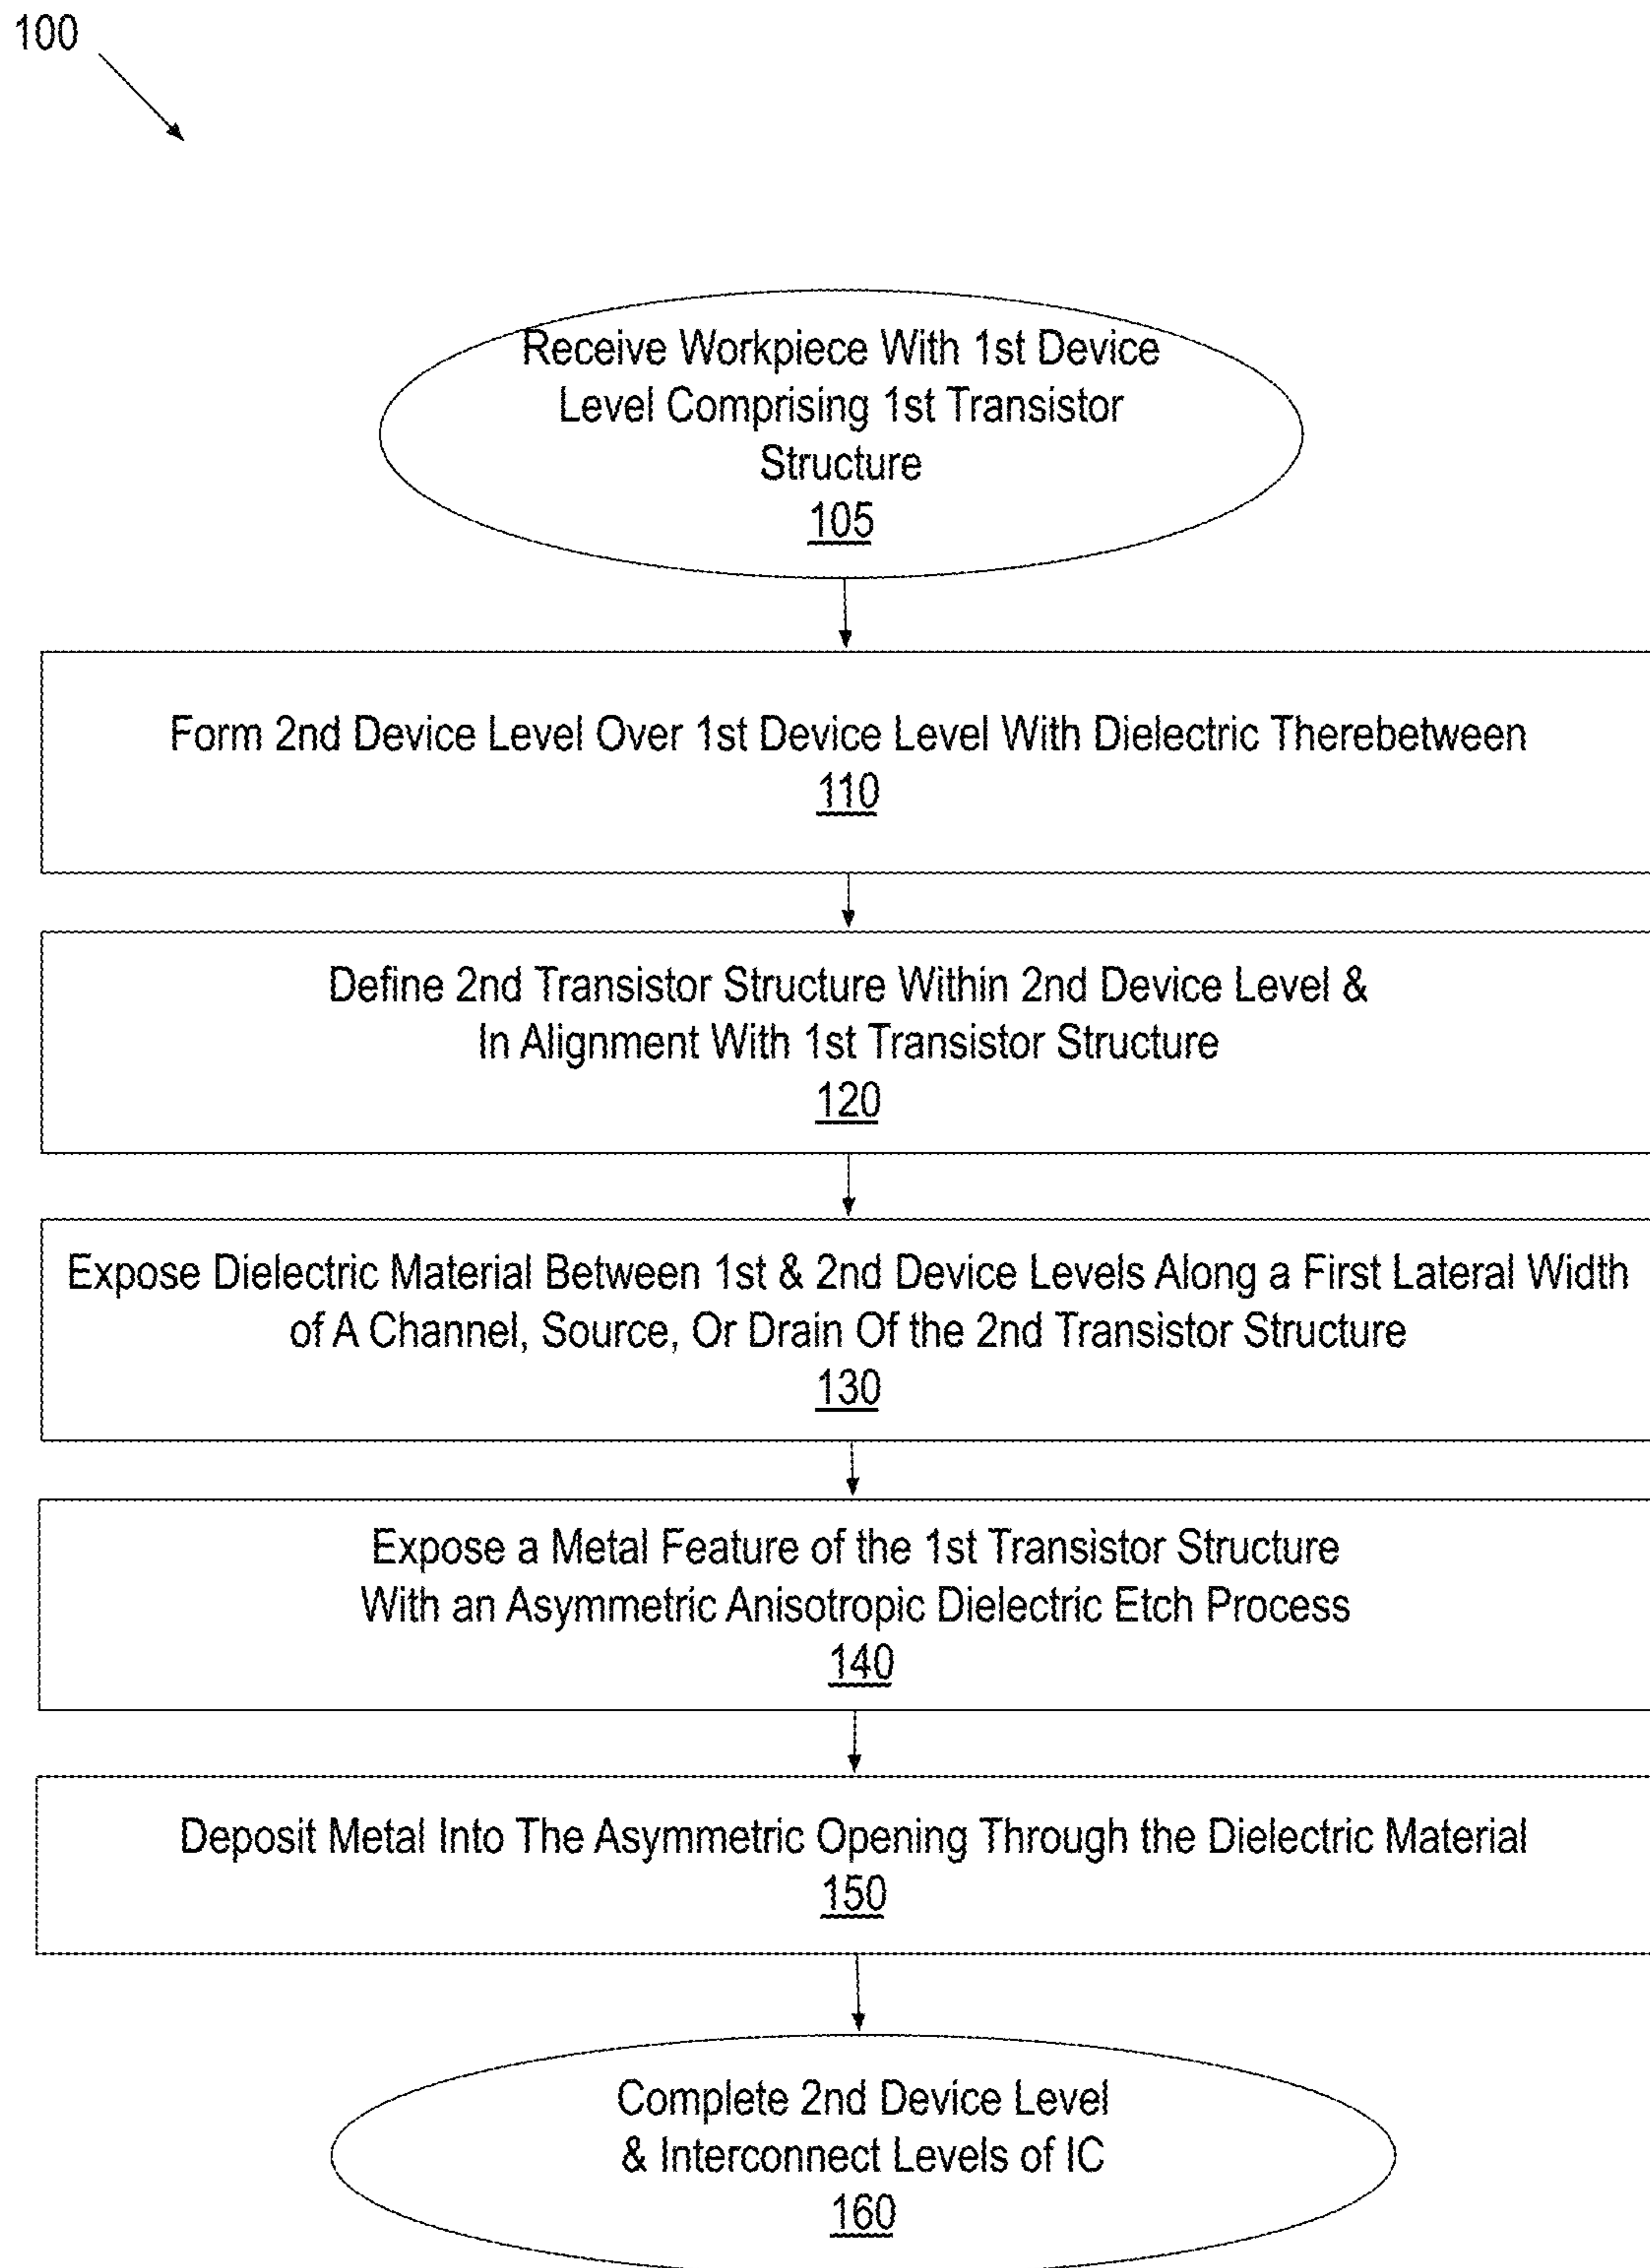 100
Receive Workpiece With 1st Device
Level Comprising 1st Transistor
Structure
105
Form 2nd Device Level Over 1st Device Level With Dielectric Therebetween
110
Define 2nd Transistor Structure Within 2nd Device Level &
In Alignment With 1st Transistor Structure
120
Expose Dielectric Material Between 1st & 2nd Device Levels Along a First Lateral Width
of A Channel, Source, Or Drain Of the 2nd Transistor Structure
130
Expose a Metal Feature of the 1st Transistor Structure
With an Asymmetric Anisotropic Dielectric Etch Process
140
Deposit Metal Into The Asymmetric Opening Through the Dielectric Material
150
Complete 2nd Device Level
& Interconnect Levels of IC
160